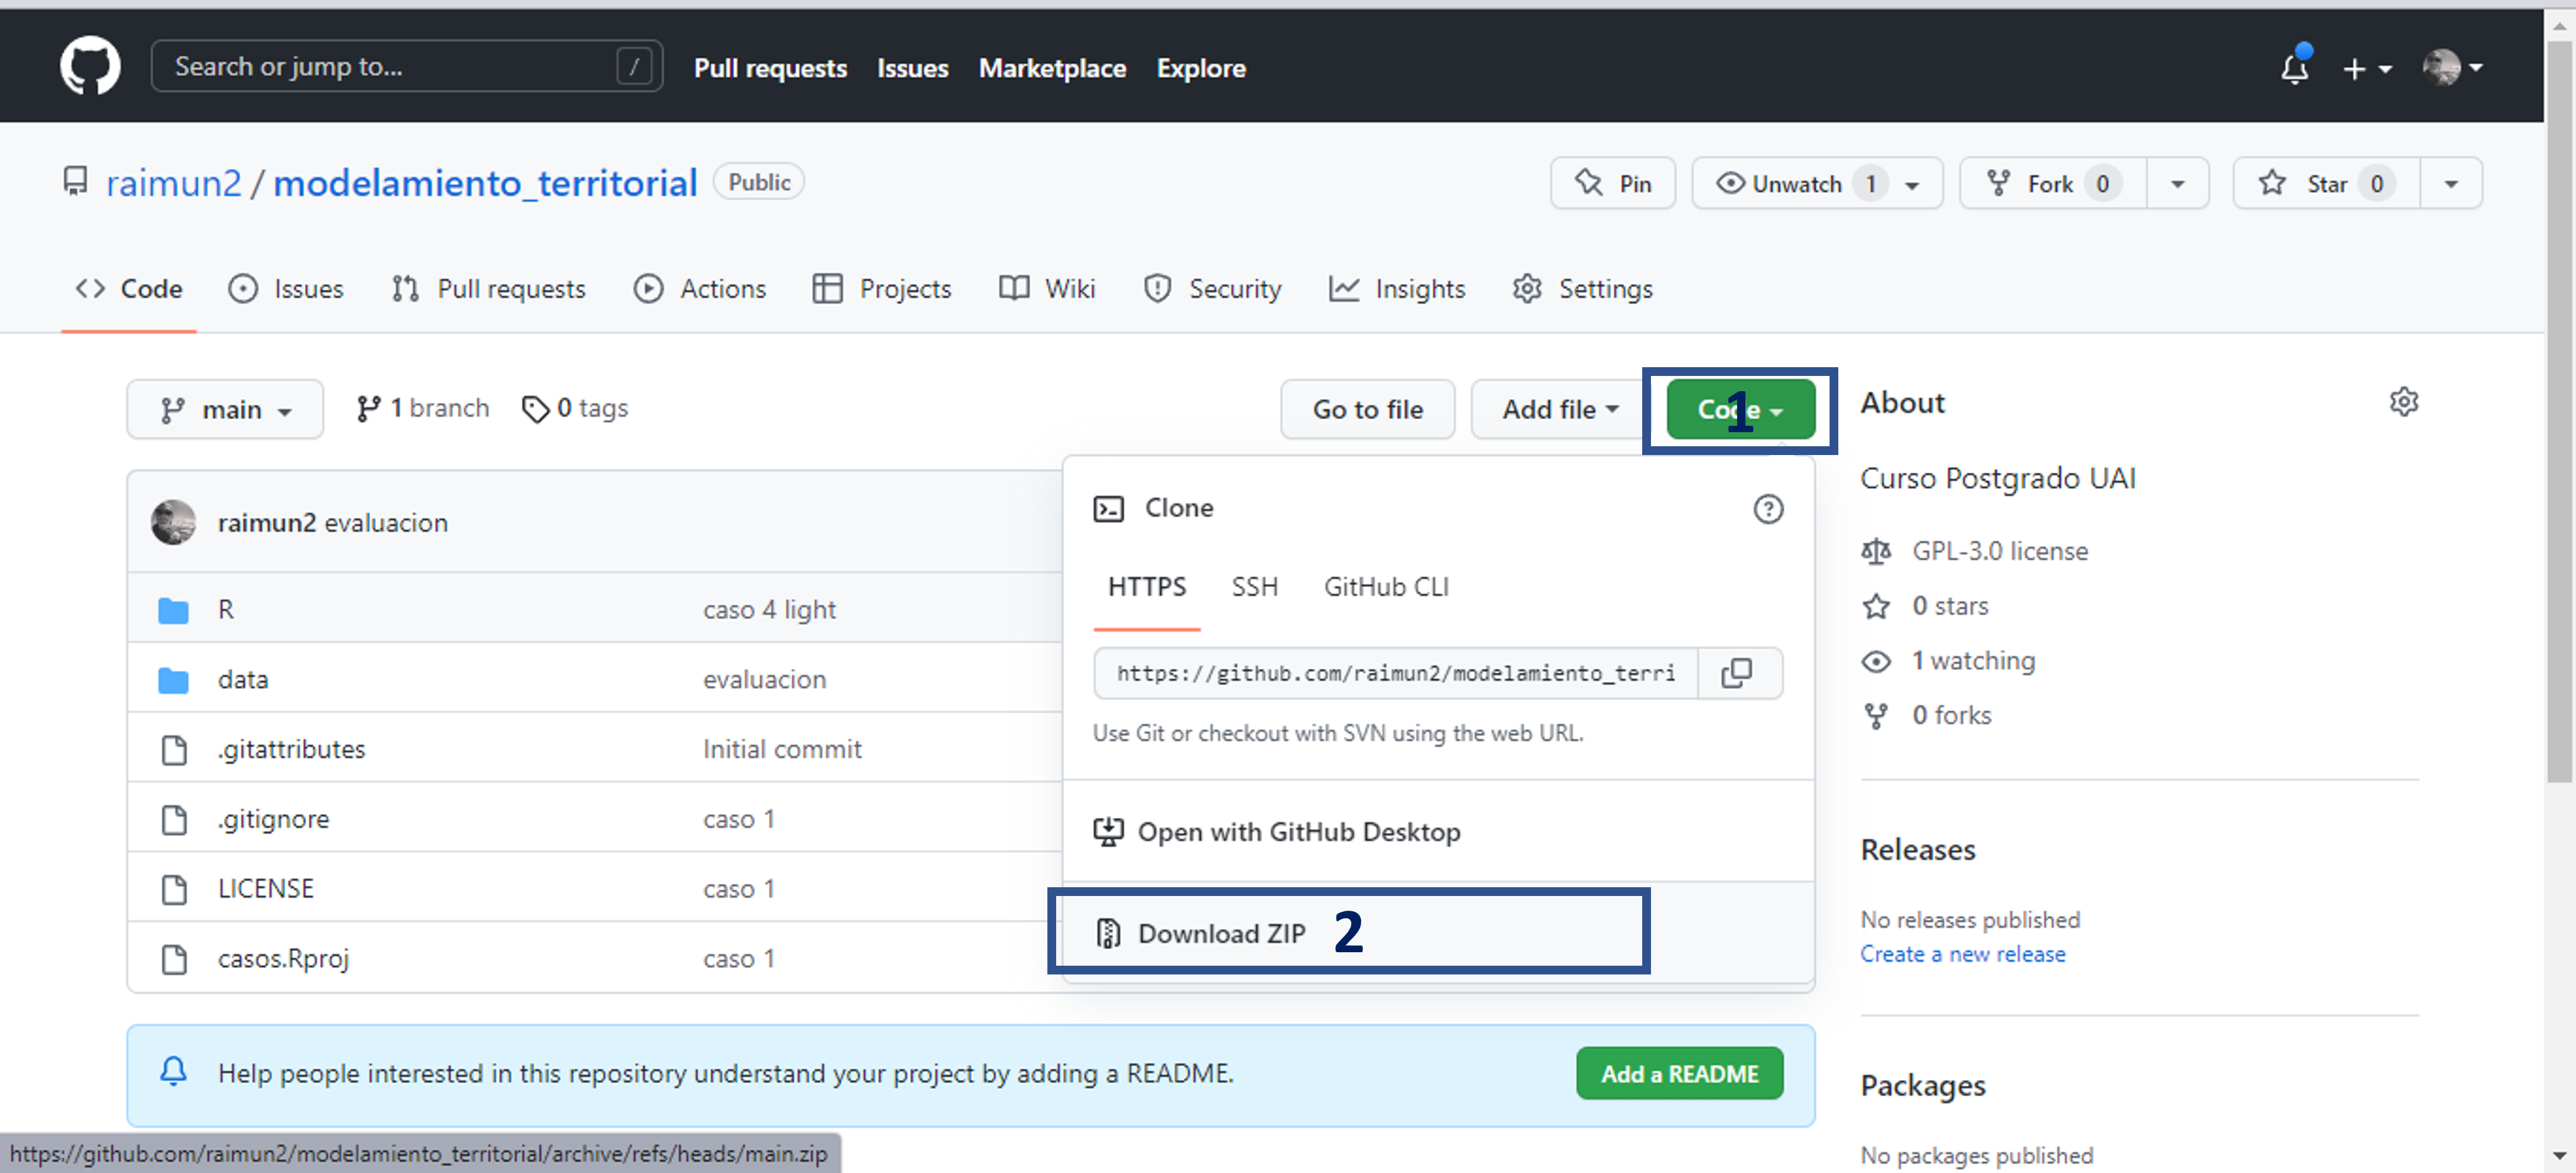 Search or jump to... / Pull requests Issues Marketplace Explore
raimun2 / modelamiento_territorial Public Pin Unwatch 1 Fork 0 Star 0
Code Issues Pull requests Actions Projects Wiki Security Insights Settings
main 1 branch 0 tags Go to file Add file Code 1
raimun2 evaluacion
R caso 4 light
data evaluacion
.gitattributes Initial commit
.gitignore caso 1
LICENSE caso 1
casos.Rproj caso 1
Clone
HTTPS SSH GitHub CLI
https://github.com/raimun2/modelamiento_terri
Use Git or checkout with SVN using the web URL.
Open with GitHub Desktop
Download ZIP 2
About
Curso Postgrado UAI
GPL-3.0 license
0 stars
1 watching
0 forks
Releases
No releases published
Create a new release
Packages
No packages published
Help people interested in this repository understand your project by adding a README. Add a README
https://github.com/raimun2/modelamiento_territorial/archive/refs/heads/main.zip